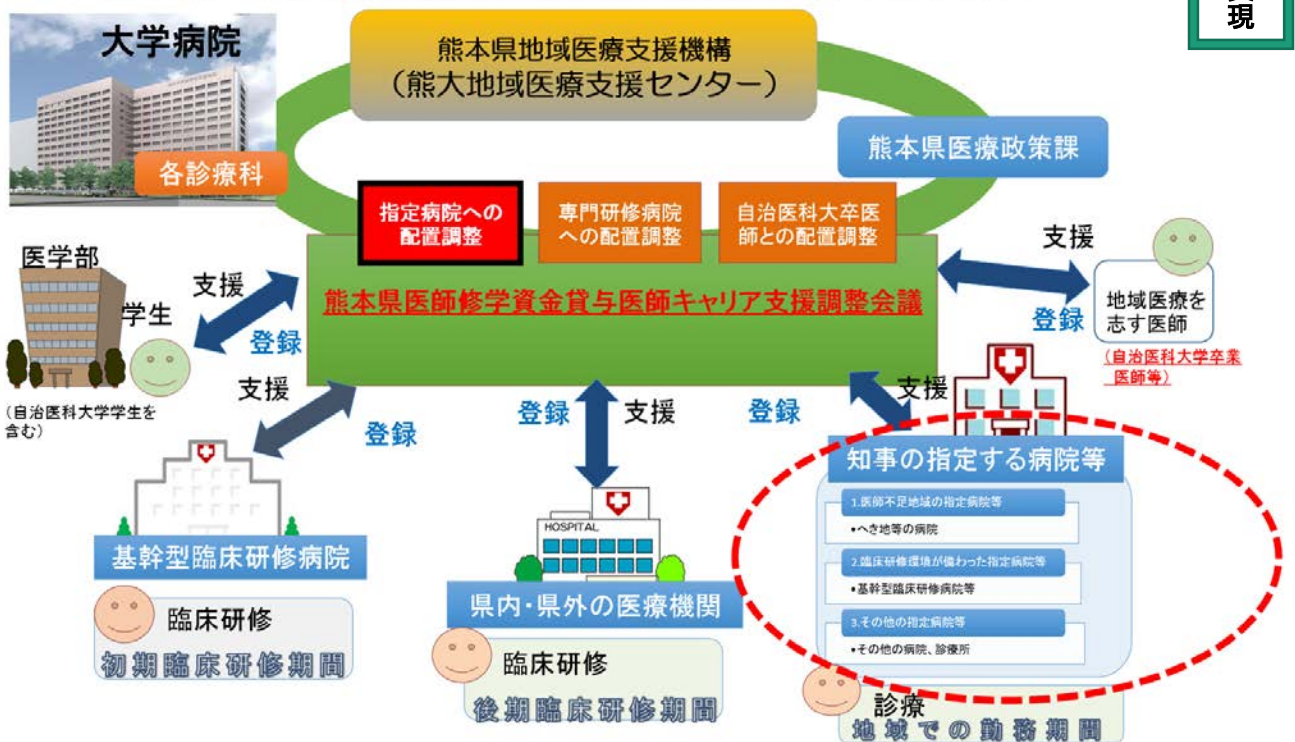 現
大学病院
各診療科
熊本県地域医療支援機構
（熊大地域医療支援センター）
熊本県医療政策課
指定病院への
配置調整
専門研修病院
への配置調整
自治医科大卒医
師との配置調整
熊本県医師修学資金貸与医師キャリア支援調整会議
医学部
学生
支援
登録
（自治医科大学学生を
含む）
支援
登録
地域医療を
志す医師
（自治医科大学卒業
医師等）
支援
登録
登録
支援
登録
支援
基幹型臨床研修病院
臨床研修
初期臨床研修期間
HOSPITAL
県内・県外の医療機関
臨床研修
後期臨床研修期間
知事の指定する病院等
1.医師不足地域の指定病院等
•へき地等の病院
2.臨床研修環境が備わった指定病院等
•基幹型臨床研修病院等
3.その他の指定病院等
•その他の病院、診療所
診療
地域での勤務期間